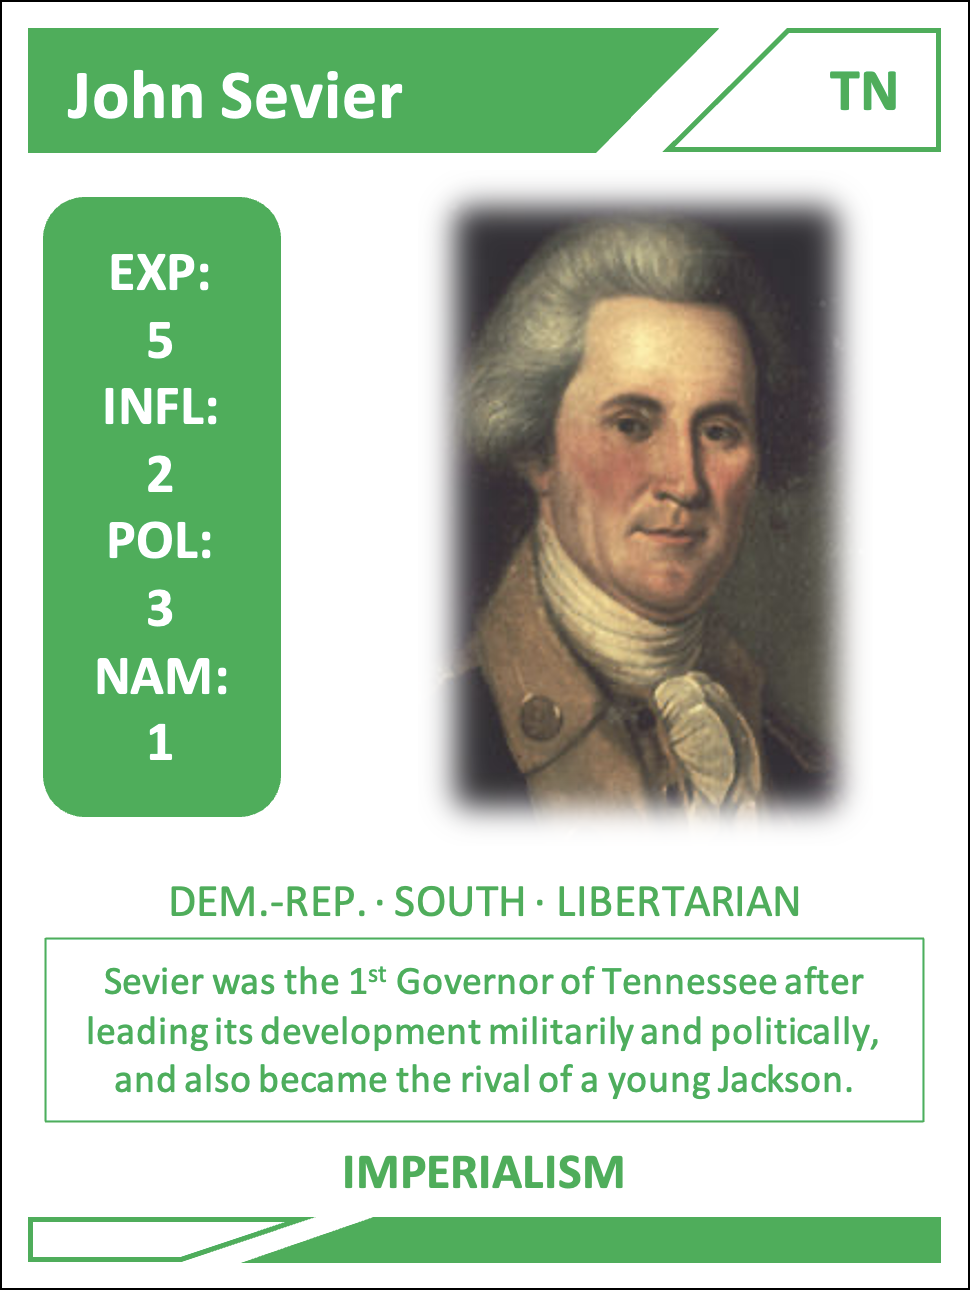 John Sevier
TN
EXP:
5
INFL:
2
POL:
3
NAM:
1
DEM.-REP. · SOUTH · LIBERTARIAN
Sevier was the 1st Governor of Tennessee after
leading its development militarily and politically,
and also became the rival of a young Jackson.
IMPERIALISM